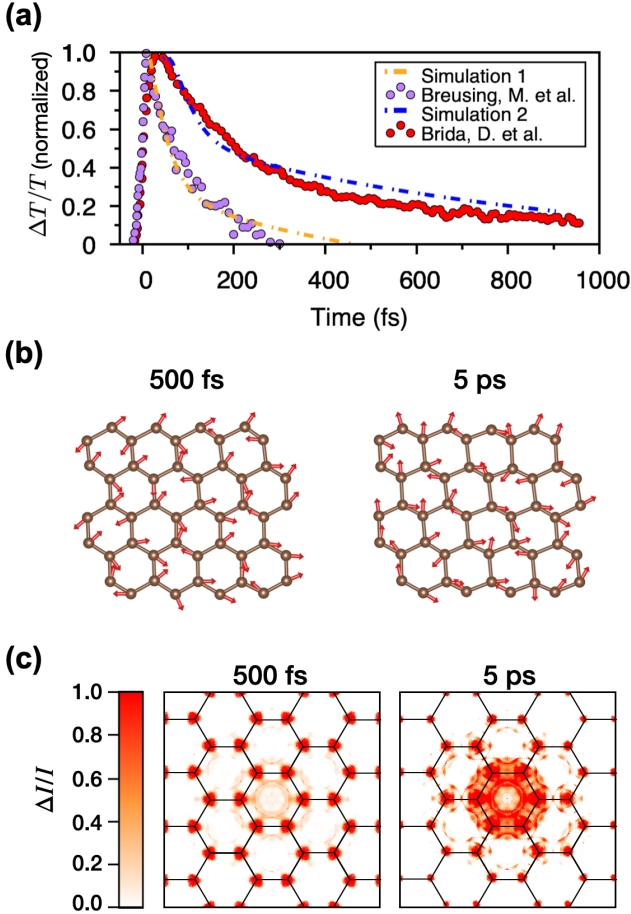 (a)
1.0
0.8
0.6
0.4
0.2
0
ΔT/T (normalized)
Simulation 1
Breusing, M. et al.
Simulation 2
Brida, D. et al.
0 200 400 600 800 1000
Time (fs)
(b)
500 fs 5 ps
(c)
500 fs 5 ps
1.0
0.8
0.6
0.4
0.2
0.0
ΔI/I